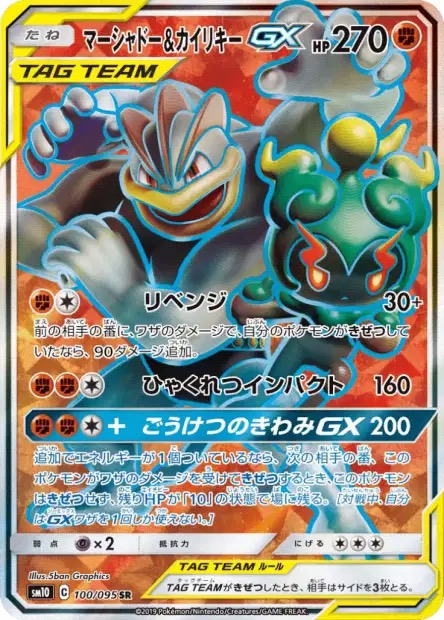 たね
マーシャドー&カイリキーGX HP270
TAG TEAM
リベンジ 30+
前の相手の番に、ワザのダメージで、自分のポケモンがきぜつして
いたなら、90ダメージ追加。
ひゃくれつのインパクト 160
+ ごうけつのきわみGX 200
追加でエネルギーが1個ついているなら、次の相手の番、この
ポケモンがワザのダメージを受けてきぜつするとき、このポケモン
はきぜつせず、残りHPが「10」の状態で場に残る。[対戦中、自分
はGXワザを1回しか使えない。]
弱点 ×2 抵抗力 にげる
TAG TEAM ルール
TAG TEAMがきぜつしたとき、相手はサイドを3枚とる。
Illus. 5ban Graphics
sm10 C 100/095 SR
©2019 Pokémon/Nintendo/Creatures/GAME FREAK.